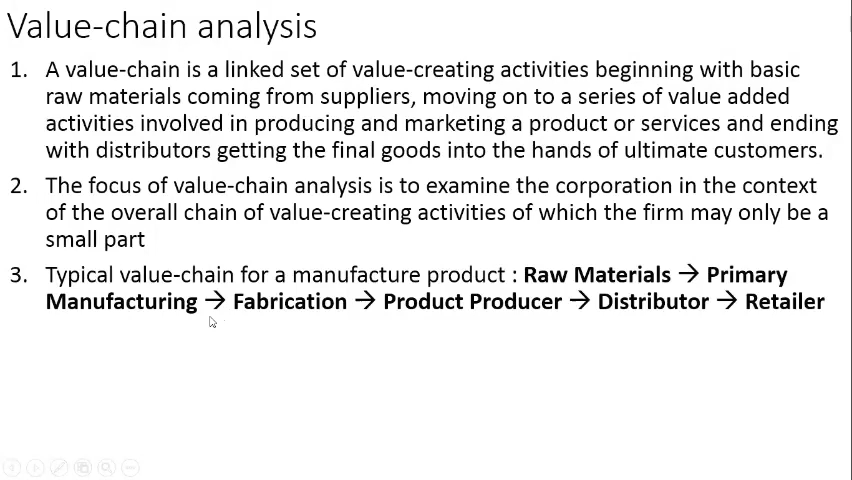 Value-chain analysis
1. A value-chain is a linked set of value-creating activities beginning with basic
raw materials coming from suppliers, moving on to a series of value added
activities involved in producing and marketing a product or services and ending
with distributors getting the final goods into the hands of ultimate customers.
2. The focus of value-chain analysis is to examine the corporation in the context
of the overall chain of value-creating activities of which the firm may only be a
small part
3. Typical value-chain for a manufacture product : Raw Materials → Primary
Manufacturing → Fabrication → Product Producer → Distributor → Retailer